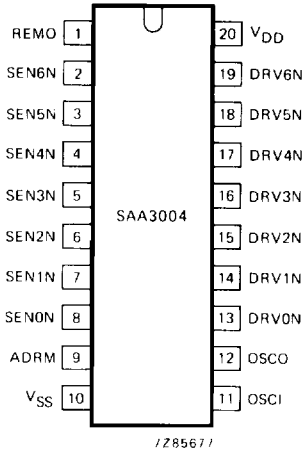 REMO 1 20 VDD
SEN6N 2 19 DRV6N
SEN5N 3 18 DRV5N
SEN4N 4 17 DRV4N
SEN3N 5 16 DRV3N
SAA3004
SEN2N 6 15 DRV2N
SEN1N 7 14 DRV1N
SEN0N 8 13 DRV0N
ADRM 9 12 OSCO
VSS 10 11 OSCI
7Z85677